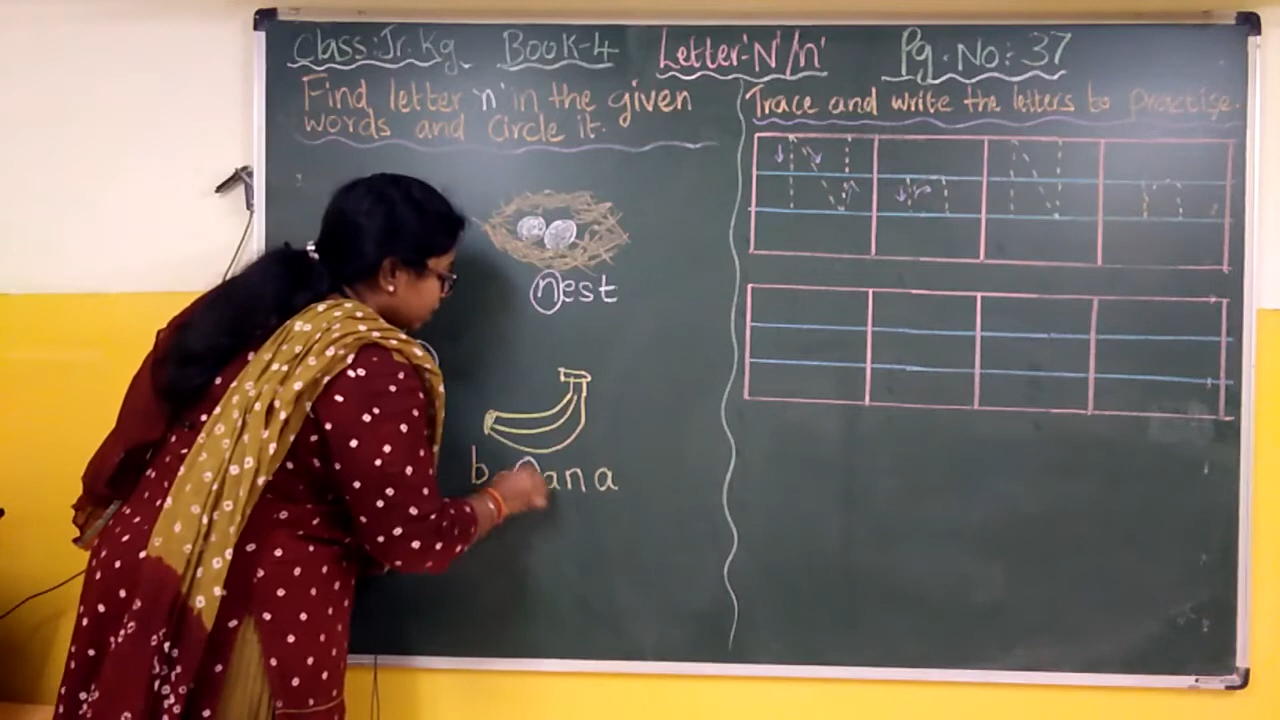 Class:Jr.Kg Book-4 Letter 'N'/'n' Pg.No:37
Find letter 'n' in the given
words and circle it.
nest
Trace and write the letters to practise.
N n N n